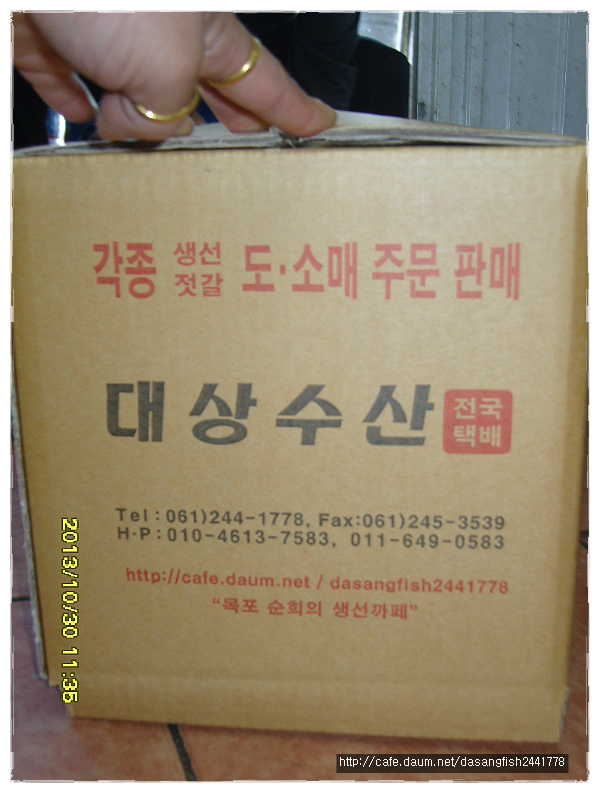 각종 생선 젓갈 도·소매 주문 판매
대상수산 전국 택배
Tel : 061)244-1778, Fax:061)245-3539
H·P : 010-4613-7583, 011-649-0583
http://cafe.daum.net / dasangfish2441778
“목포 순희의 생선까페”
2013/10/30 11:35
http://cafe.daum.net/dasangfish2441778